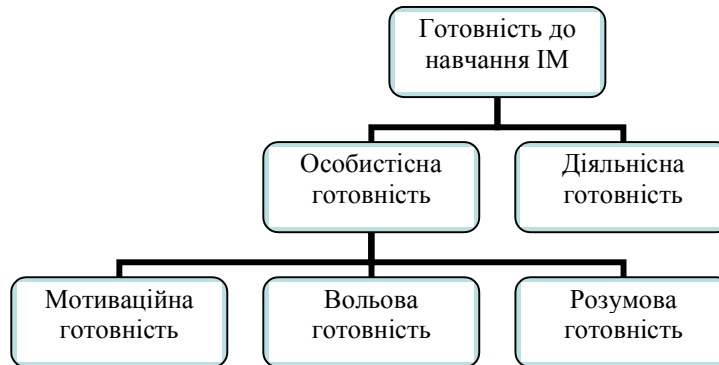 Готовність до
навчання ІМ
Особистісна
готовність
Діяльнісна
готовність
Мотиваційна
готовність
Вольова
готовність
Розумова
готовність